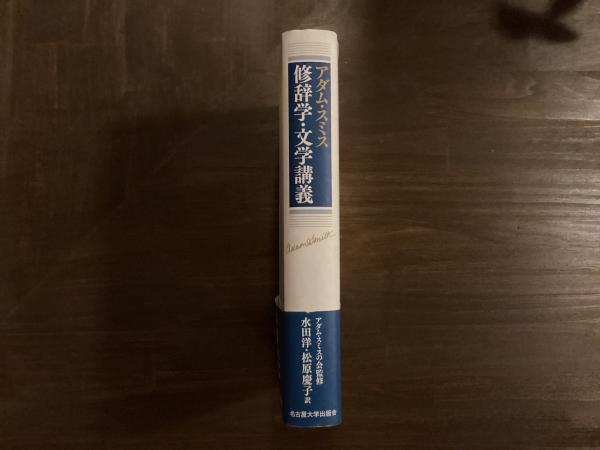 アダム・スミス
修辞学・文学講義
Adam Smith
アダム・スミスの会監修
水田洋・松原慶子訳
名古屋大学出版会